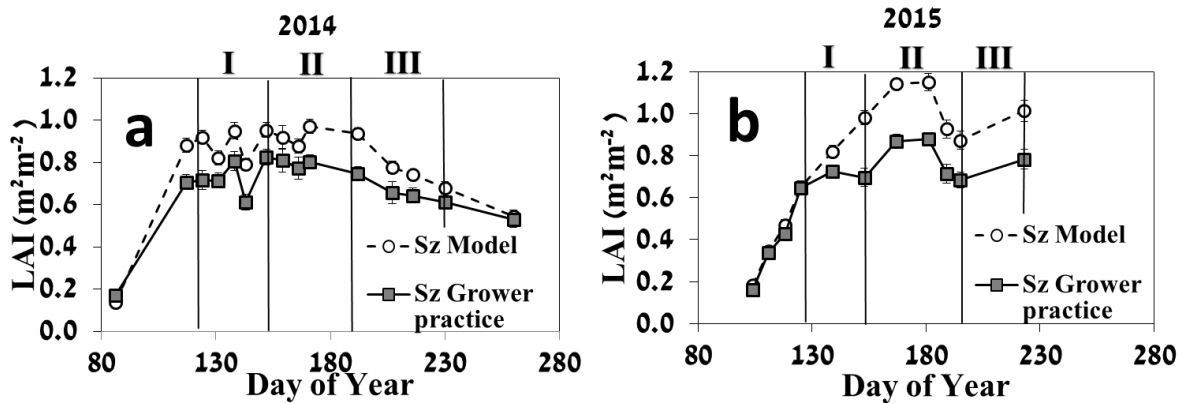 2014
I II III
a
1.2
1.0
0.8
0.6
0.4
0.2
0.0
LAI (m²m⁻²)
Sz Model
Sz Grower
practice
80 130 180 230 280
Day of Year
2015
I II III
b
1.2
1.0
0.8
0.6
0.4
0.2
0.0
LAI (m²m⁻²)
Sz Model
Sz Grower
practice
80 130 180 230 280
Day of Year